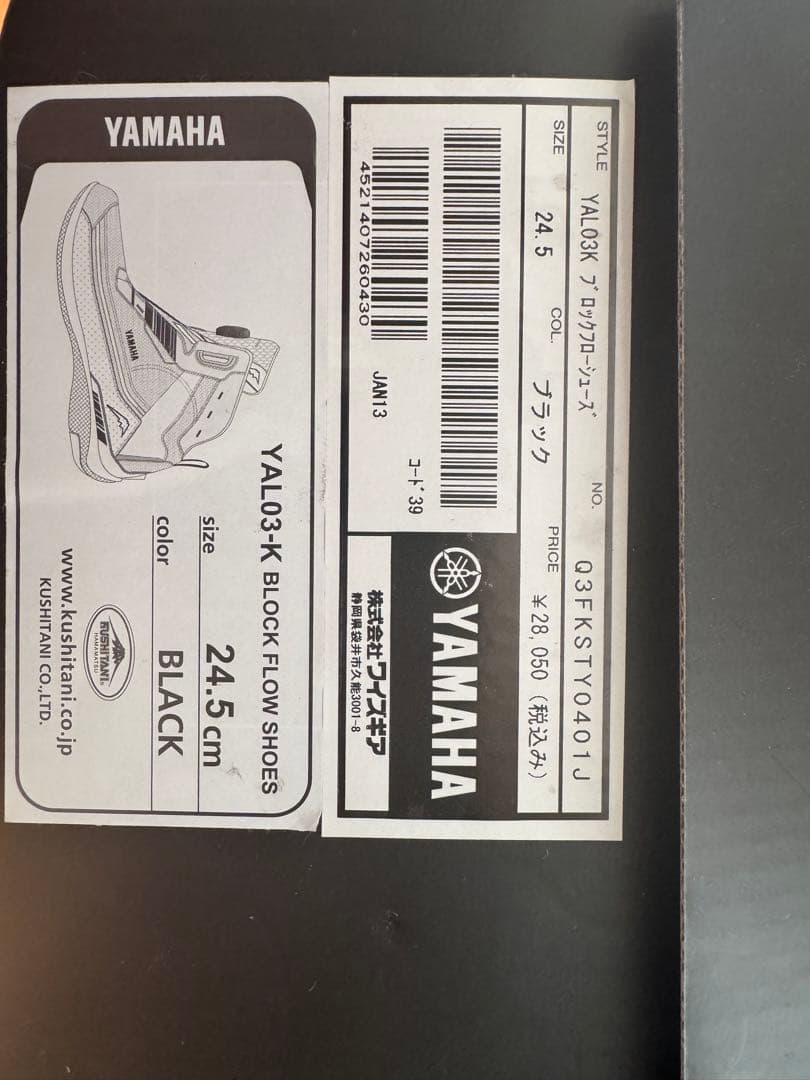 STYLE YAL03K ブロックフローシューズ NO. Q3FKSTY0401J
SIZE 24.5 COL. ブラック PRICE ¥28,050(税込み)
4521407260430
JAN13
コード39
YAMAHA
株式会社ワイズギア
静岡県袋井市久能3001-8
YAMAHA
YAMAHA
YAL03-K BLOCK FLOW SHOES
size 24.5cm
color BLACK
KUSHITANI
HAMAMATSU
www.kushitani.co.jp
KUSHITANI CO.,LTD.